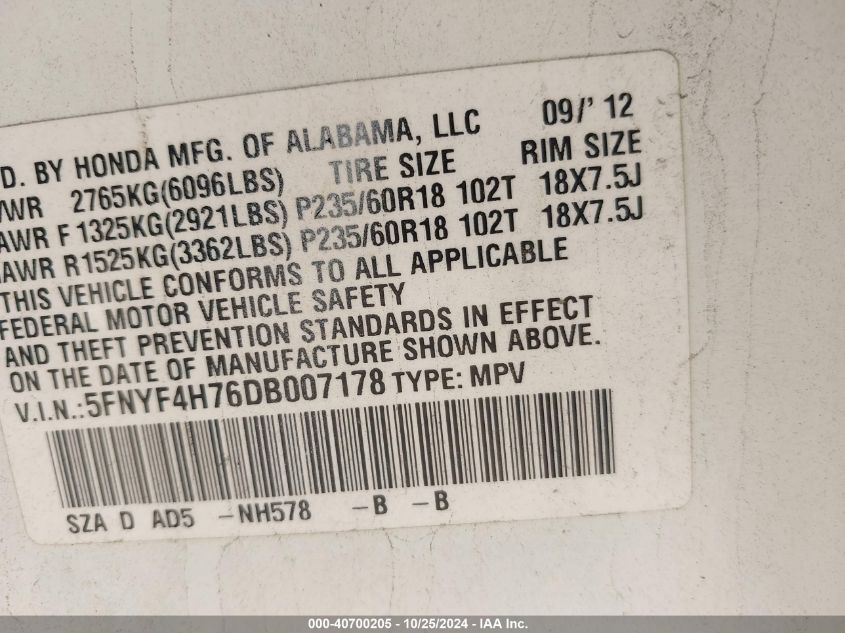 D. BY HONDA MFG. OF ALABAMA, LLC 09/' 12
VWR 2765KG(6096LBS) TIRE SIZE RIM SIZE
AWR F 1325KG(2921LBS) P235/60R18 102T 18X7.5J
AWR R1525KG(3362LBS) P235/60R18 102T 18X7.5J
THIS VEHICLE CONFORMS TO ALL APPLICABLE
FEDERAL MOTOR VEHICLE SAFETY
AND THEFT PREVENTION STANDARDS IN EFFECT
ON THE DATE OF MANUFACTURE SHOWN ABOVE.
V.I.N.:5FNYF4H76DB007178 TYPE: MPV
SZA D AD5 -NH578 -B -B
000-40700205 - 10/25/2024 - IAA Inc.